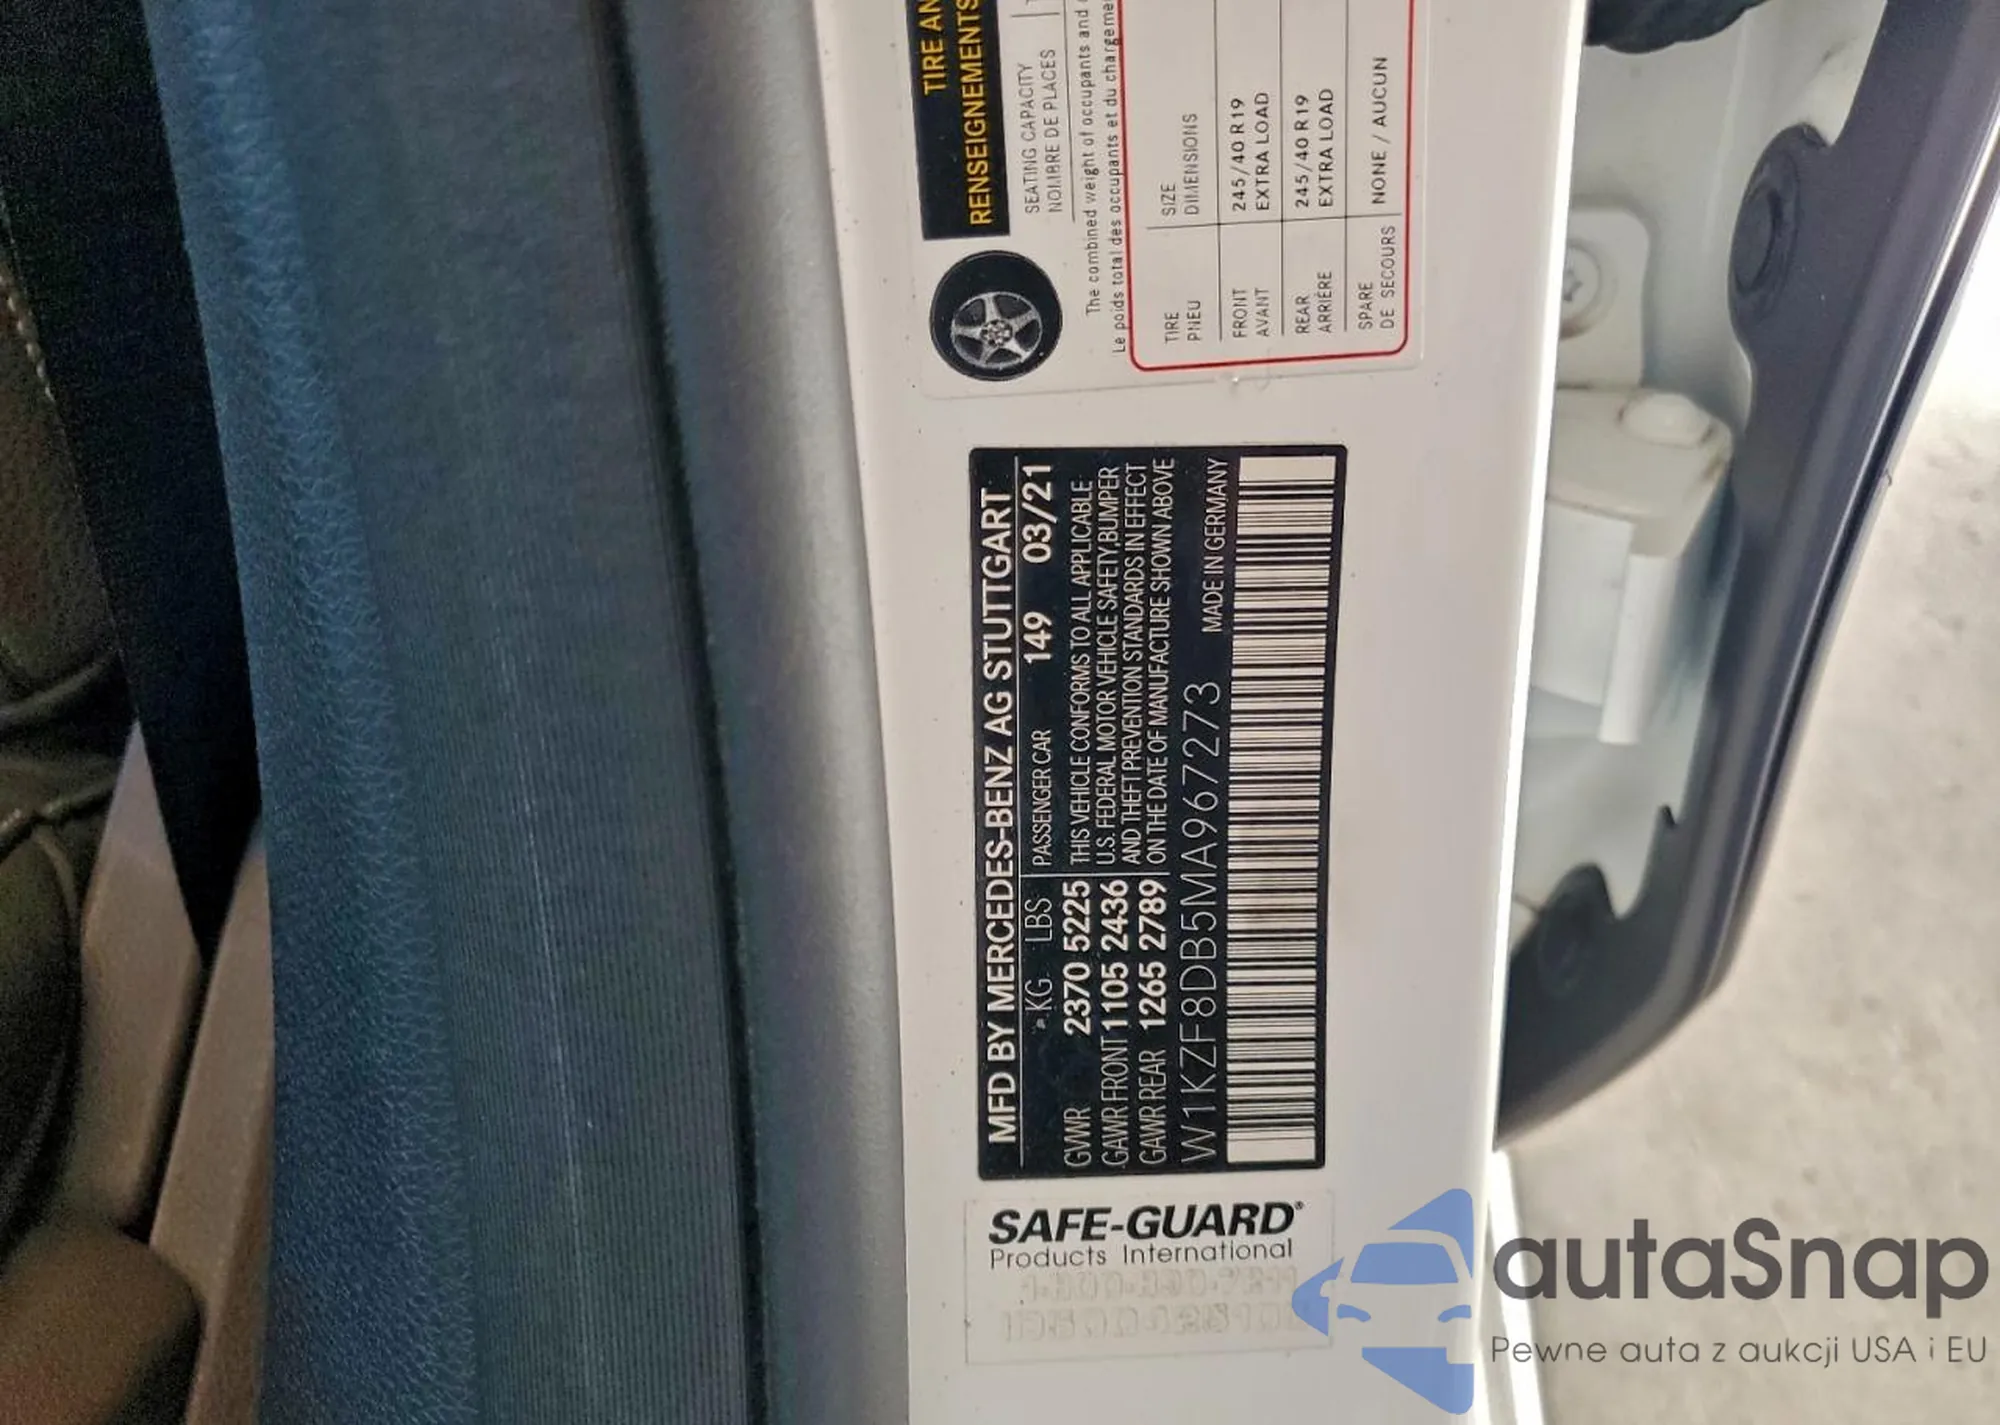 TIRE AN
RENSEIGNEMENTS
SEATING CAPACITY
NOMBRE DE PLACES
The combined weight of occupants and
Le poids total des occupants et du chargeme
TIRE SIZE
PNEU DIMENSIONS
FRONT 245/40 R19
AVANT EXTRA LOAD
REAR 245/40 R19
ARRIÈRE EXTRA LOAD
SPARE NONE / AUCUN
DE SECOURS
MFD BY MERCEDES-BENZ AG STUTTGART
KG LBS PASSENGER CAR 149 03/21
GVWR 2370 5225 THIS VEHICLE CONFORMS TO ALL APPLICABLE
GAWR FRONT 1105 2436 U.S. FEDERAL MOTOR VEHICLE SAFETY, BUMPER
AND THEFT PREVENTION STANDARDS IN EFFECT
GAWR REAR 1265 2789 ON THE DATE OF MANUFACTURE SHOWN ABOVE
W1KZF8DB5MA967273 MADE IN GERMANY
SAFE-GUARD®
Products International
autaSnap
Pewne auta z aukcji USA i EU